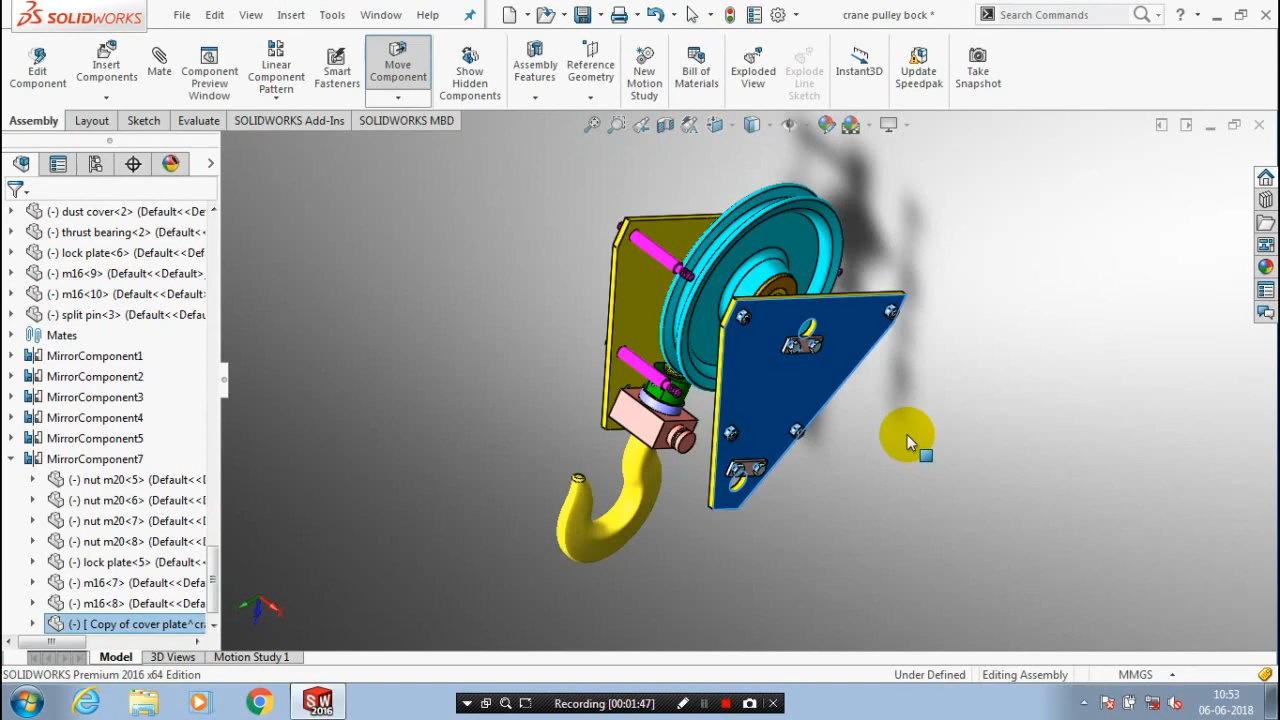 SOLIDWORKS
File Edit View Insert Tools Window Help
crane pulley bock *
Search Commands
?
Edit Component
Insert Components
Mate
Component Preview Window
Linear Component Pattern
Smart Fasteners
Move Component
Show Hidden Components
Assembly Features
Reference Geometry
New Motion Study
Bill of Materials
Exploded View
Explode Line Sketch
Instant3D
Update Speedpak
Take Snapshot
Assembly Layout Sketch Evaluate SOLIDWORKS Add-Ins SOLIDWORKS MBD
(-) dust cover<2> (Default<<De
(-) thrust bearing<2> (Default<
(-) lock plate<6> (Default<<Def
(-) m16<9> (Default<<Default>_
(-) m16<10> (Default<<Default
(-) split pin<3> (Default<<Defa
Mates
MirrorComponent1
MirrorComponent2
MirrorComponent3
MirrorComponent4
MirrorComponent5
MirrorComponent7
(-) nut m20<5> (Default<<D
(-) nut m20<6> (Default<<D
(-) nut m20<7> (Default<<D
(-) nut m20<8> (Default<<D
(-) lock plate<5> (Default<<
(-) m16<7> (Default<<Defa
(-) m16<8> (Default<<Defa
(-) [ Copy of cover plate^cra
Model 3D Views Motion Study 1
SOLIDWORKS Premium 2016 x64 Edition
Under Defined Editing Assembly MMGS
SW 2016
Recording [00:01:47]
10:53
06-06-2018